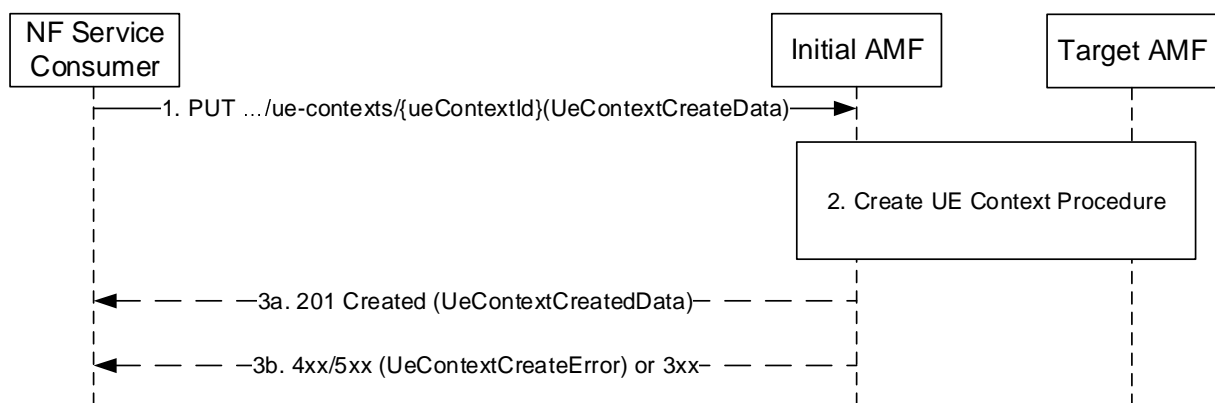 NF Service
Consumer
Initial AMF
Target AMF
1. PUT …/ue-contexts/{ueContextId}(UeContextCreateData)
2. Create UE Context Procedure
3a. 201 Created (UeContextCreatedData)
3b. 4xx/5xx (UeContextCreateError) or 3xx